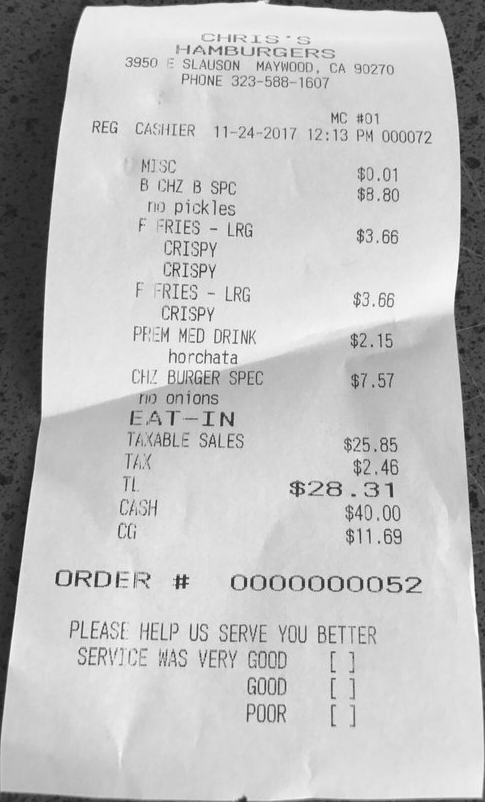 CHRIS'S
HAMBURGERS
3950 E SLAUSON MAYWOOD, CA 90270
PHONE 323-588-1607
MC #01
REG CASHIER 11-24-2017 12:13 PM 000072
MISC $0.01
B CHZ B SPC $8.80
no pickles
F FRIES - LRG $3.66
CRISPY
CRISPY
F FRIES - LRG $3.66
CRISPY
PREM MED DRINK $2.15
horchata
CHZ BURGER SPEC $7.57
no onions
EAT-IN
TAXABLE SALES $25.85
TAX $2.46
TL $28.31
CASH $40.00
CG $11.69
ORDER # 0000000052
PLEASE HELP US SERVE YOU BETTER
SERVICE WAS VERY GOOD [ ]
GOOD [ ]
POOR [ ]